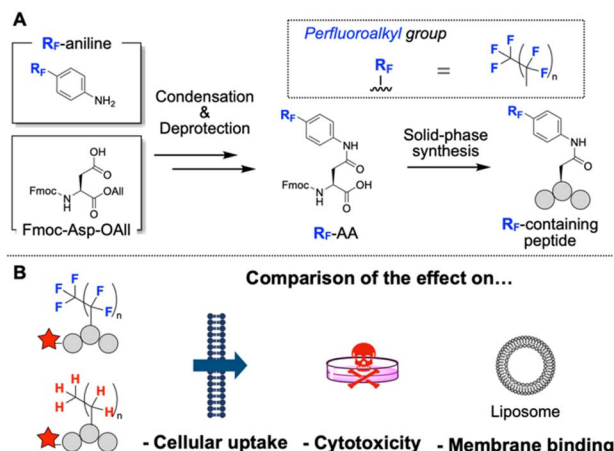 A
RF-aniline
RF
NH2
OH
O
Fmoc
N
H
OAll
O
Fmoc-Asp-OAll
Condensation
&
Deprotection
Perfluoroalkyl group
RF
=
F
F
F
F
F
n
RF
NH
O
Fmoc
N
H
OH
O
RF-AA
Solid-phase
synthesis
RF
NH
O
RF-containing
peptide
B
Comparison of the effect on...
F
F
F
F
F
n
H
H
H
H
H
n
Liposome
- Cellular uptake
- Cytotoxicity
- Membrane binding